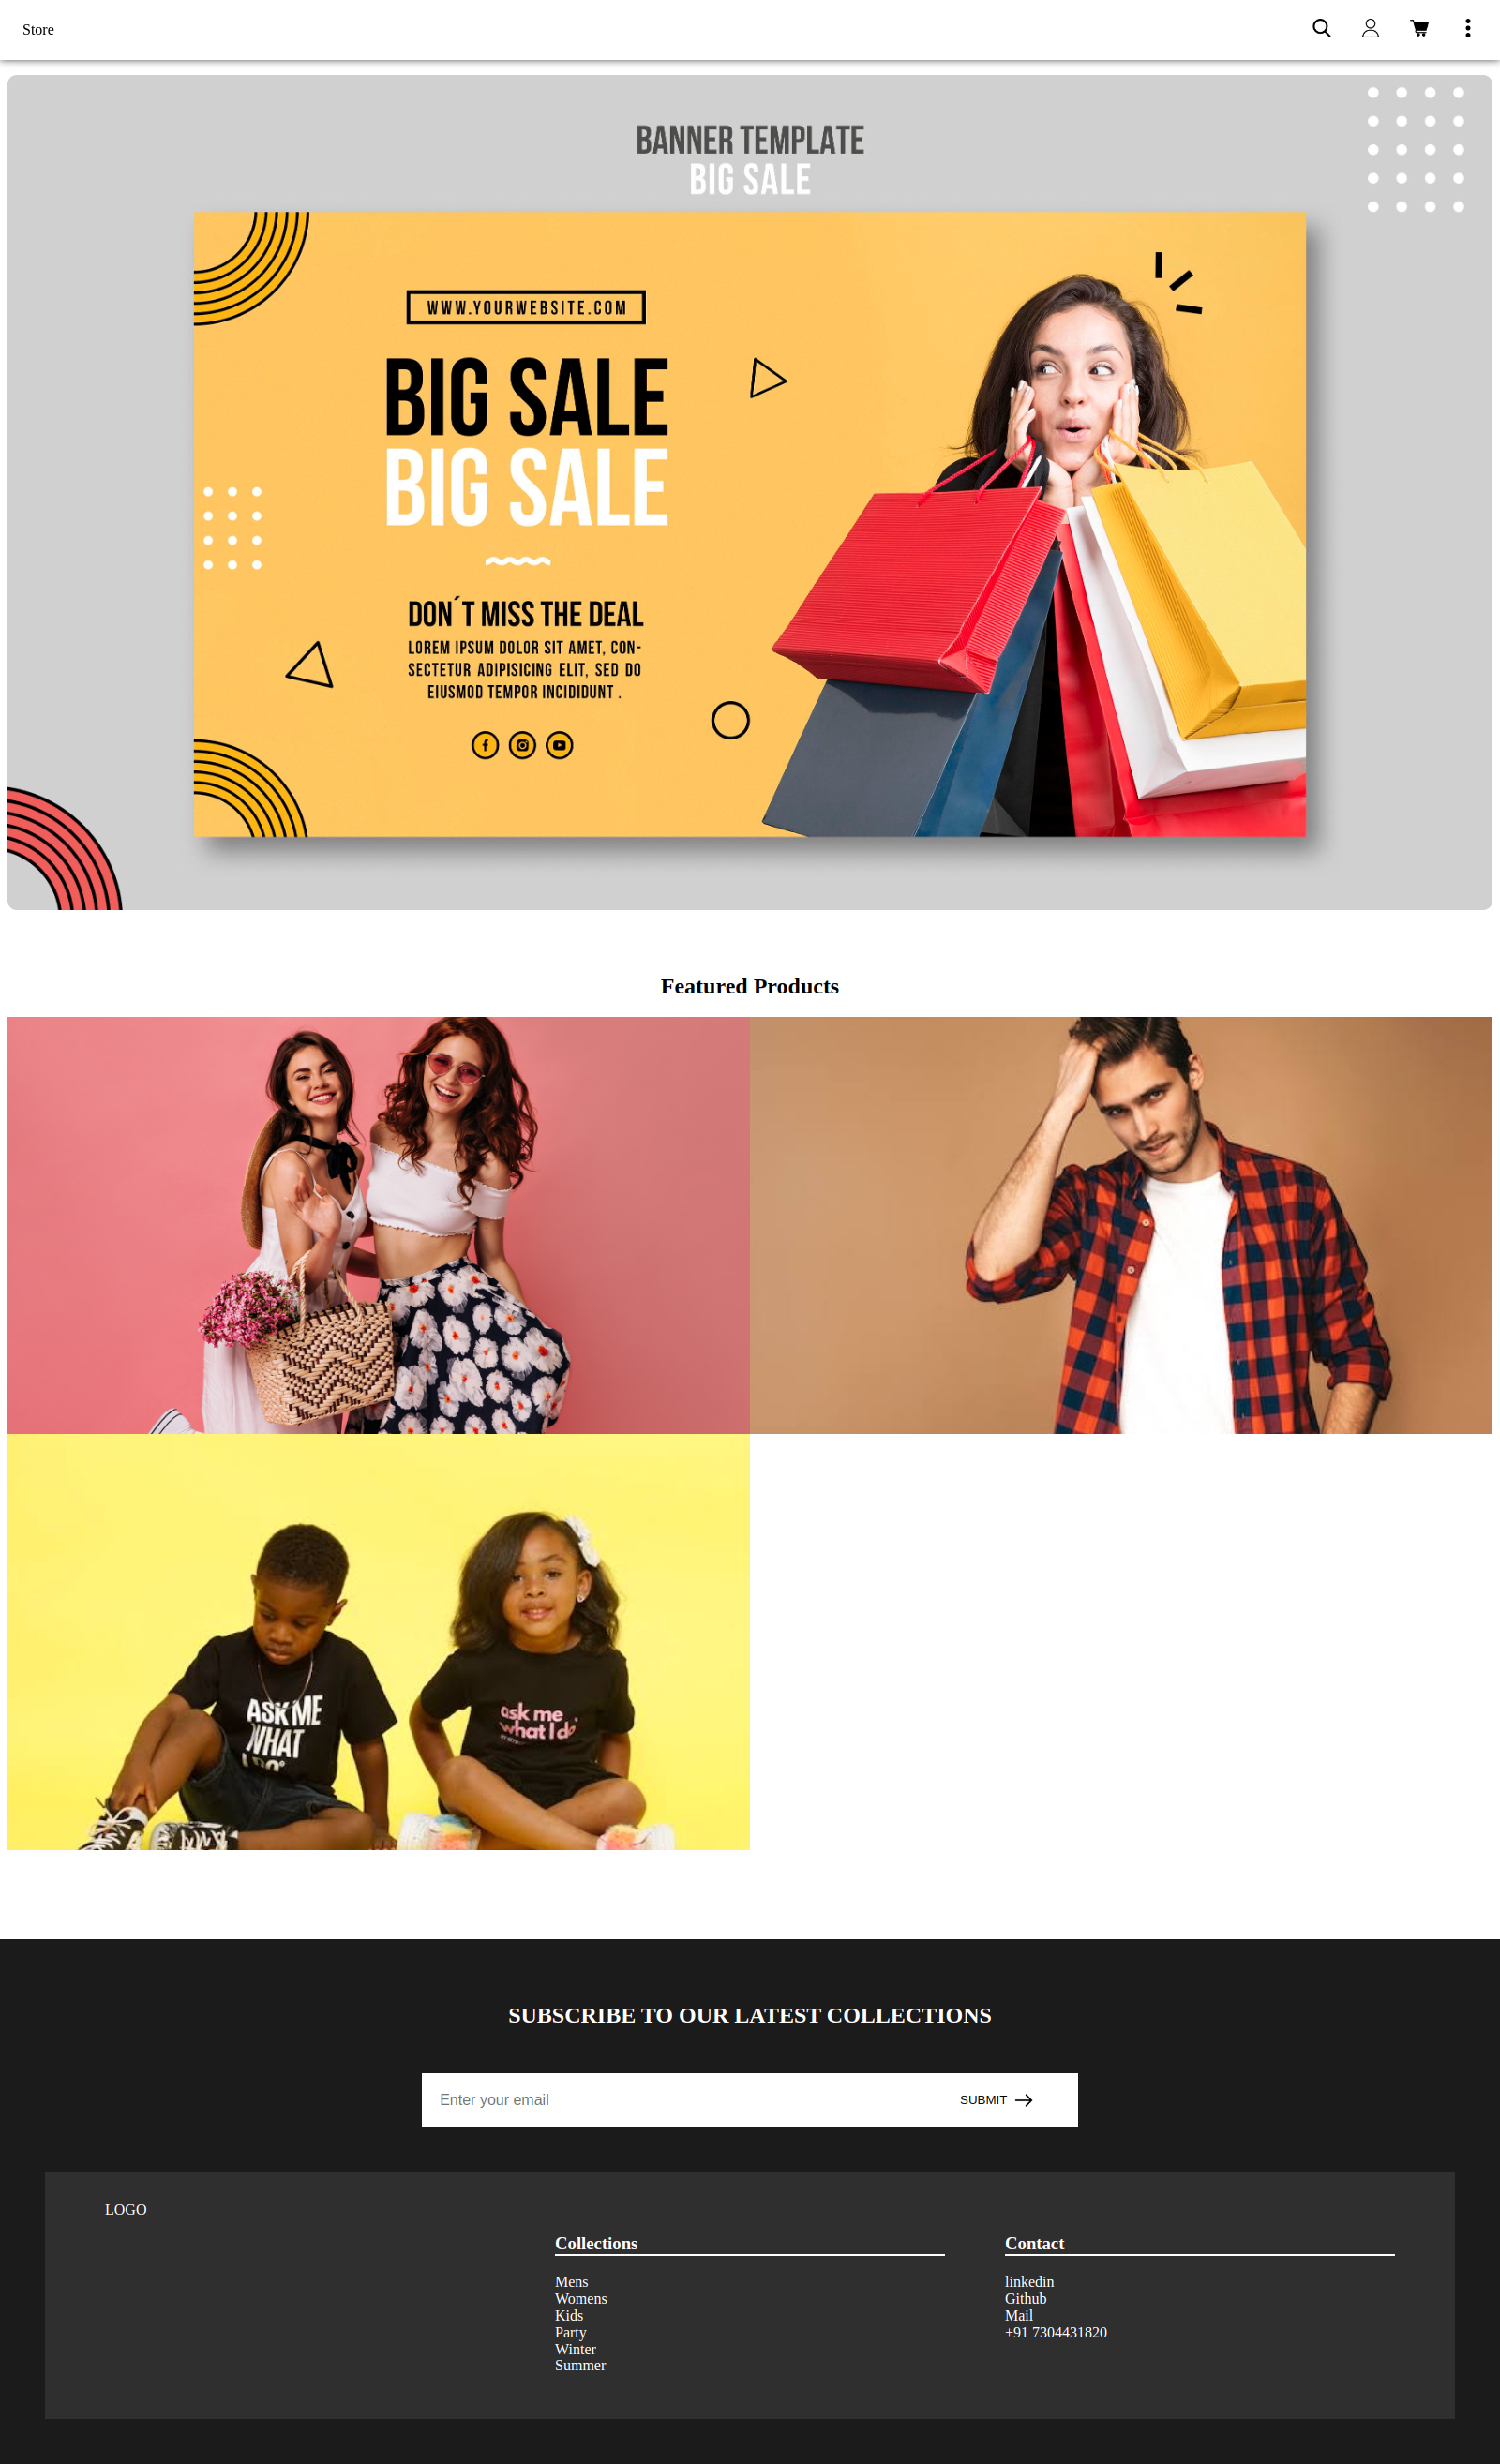 Store
BANNER TEMPLATE
BIG SALE
WWW.YOURWEBSITE.COM
BIG SALE
BIG SALE
DON´T MISS THE DEAL
LOREM IPSUM DOLOR SIT AMET, CON-
SECTETUR ADIPISICING ELIT, SED DO
EIUSMOD TEMPOR INCIDIDUNT .
Featured Products
ASK ME
WHAT
I DO
ask me
what I do
SUBSCRIBE TO OUR LATEST COLLECTIONS
Enter your email
SUBMIT
LOGO
Collections
Mens
Womens
Kids
Party
Winter
Summer
Contact
linkedin
Github
Mail
+91 7304431820